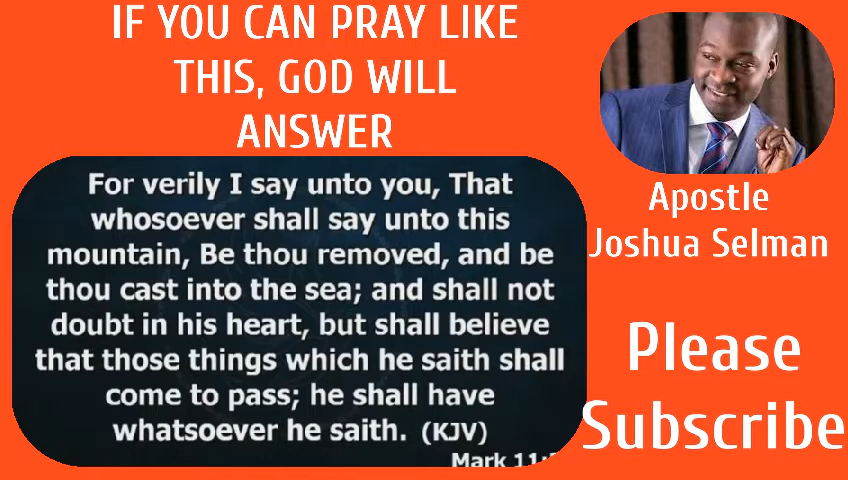 IF YOU CAN PRAY LIKE
THIS, GOD WILL
ANSWER
For verily I say unto you, That
whosoever shall say unto this
mountain, Be thou removed, and be
thou cast into the sea; and shall not
doubt in his heart, but shall believe
that those things which he saith shall
come to pass; he shall have
whatsoever he saith. (KJV)
Mark 11:
Apostle
Joshua Selman
Please
Subscribe